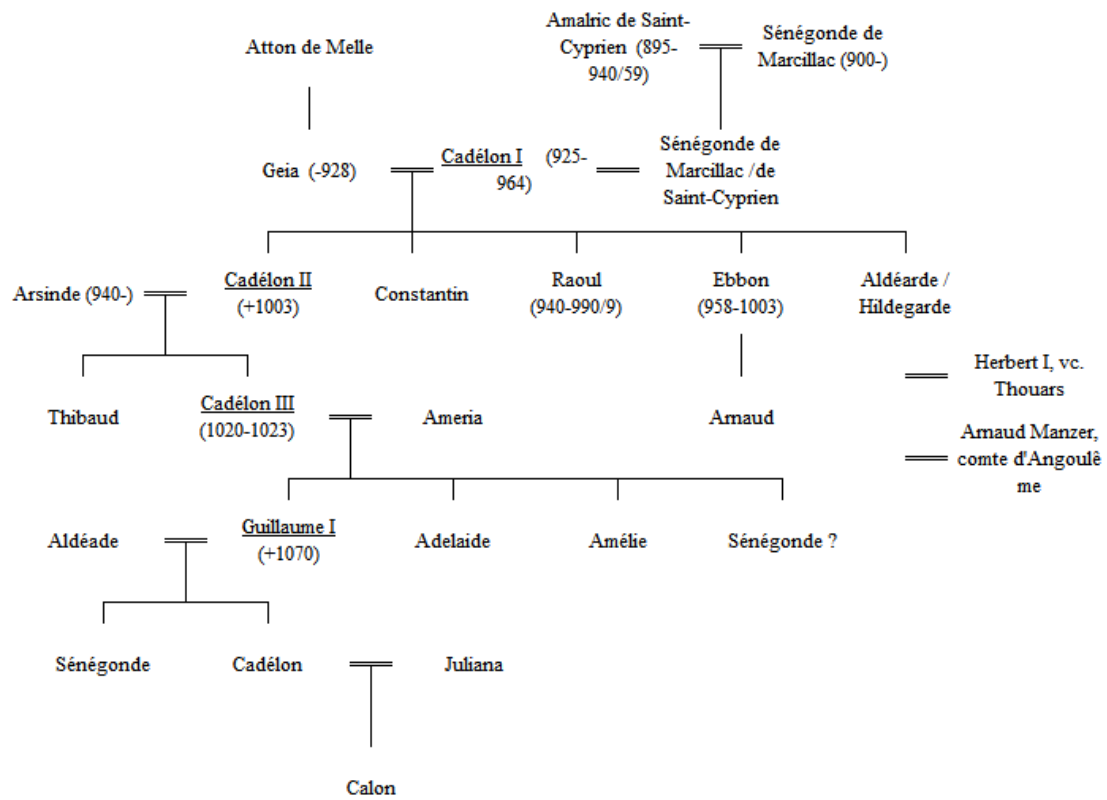 Atton de Melle
Amalric de Saint-
Cyprien (895-
940/59)
Sénégonde de
Marcillac (900-)
Geia (-928)
Cadélon I (925-
964)
Sénégonde de
Marcillac /de
Saint-Cyprien
Arsinde (940-)
Cadélon II
(+1003)
Constantin
Raoul
(940-990/9)
Ebbon
(958-1003)
Aldéarde /
Hildegarde
Thibaud
Cadélon III
(1020-1023)
Ameria
Arnaud
Herbert I, vc.
Thouars
Arnaud Manzer,
comte d'Angoulê
me
Aldéade
Guillaume I
(+1070)
Adelaide
Amélie
Sénégonde ?
Sénégonde
Cadélon
Juliana
Calon